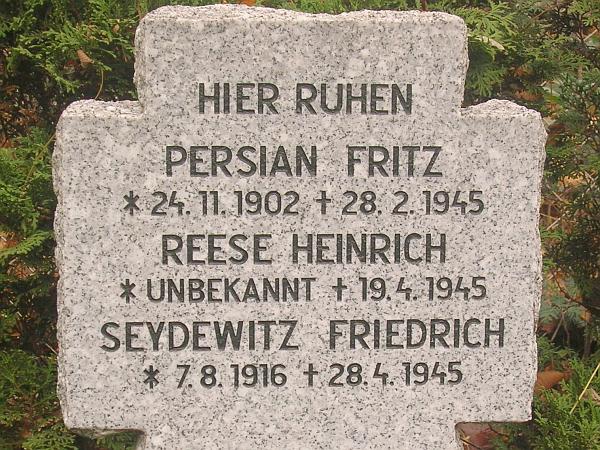 HIER RUHEN
PERSIAN FRITZ
* 24. 11. 1902 † 28. 2. 1945
REESE HEINRICH
* UNBEKANNT † 19. 4. 1945
SEYDEWITZ FRIEDRICH
* 7. 8. 1916 † 28. 4. 1945